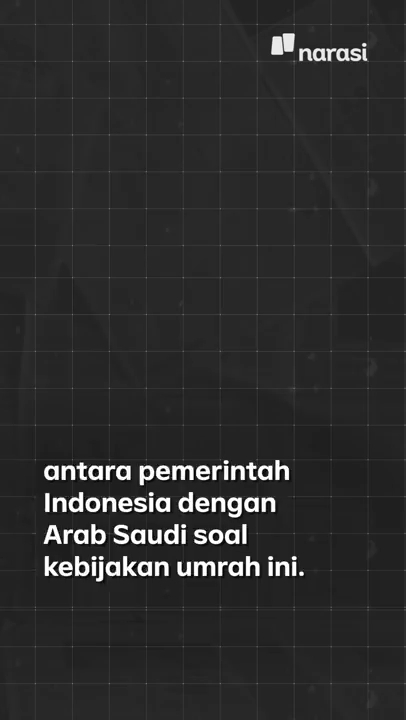 narasi
antara pemerintah
Indonesia dengan
Arab Saudi soal
kebijakan umrah ini.